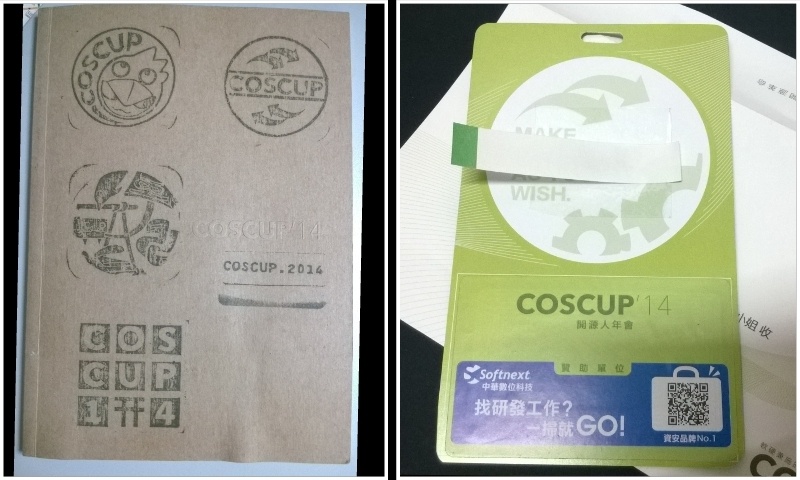 COSCUP
COSCUP
COSCUP'14
COSCUP.2014
COS
CUP
1 4
MAKE
WISH.
COSCUP'14
開源人年會
贊助單位
Softnext
中華數位科技
找研發工作?
一掃就GO!
資安品牌No.1
小姐 收